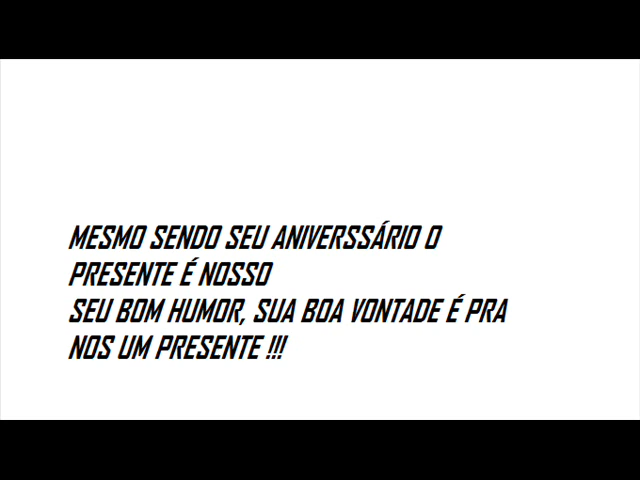 MESMO SENDO SEU ANIVERSSÁRIO O
PRESENTE É NOSSO
SEU BOM HUMOR, SUA BOA VONTADE É PRA
NOS UM PRESENTE !!!